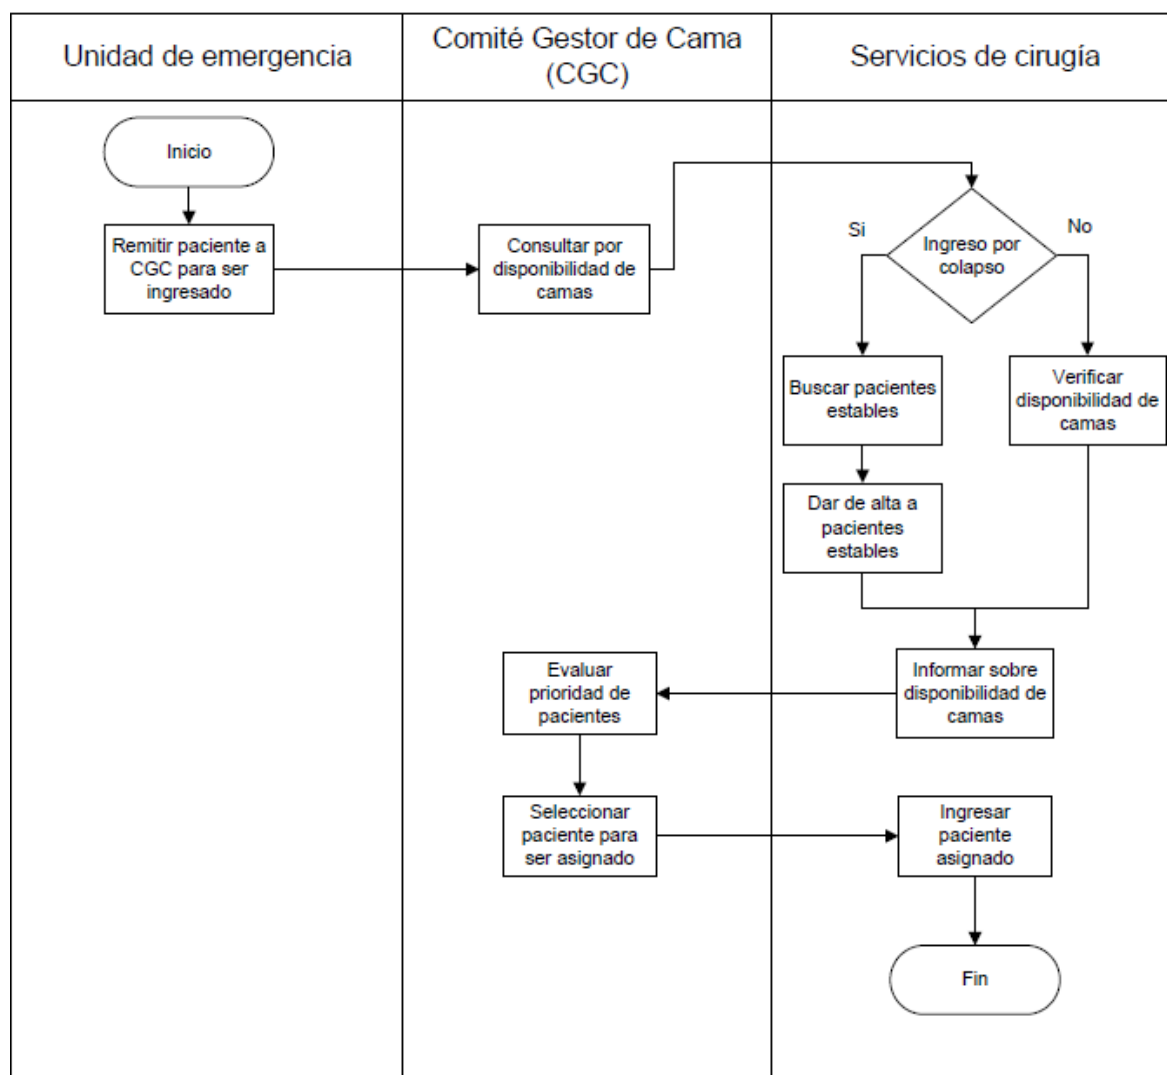 Unidad de emergencia
Comité Gestor de Cama
(CGC)
Servicios de cirugía
Inicio
Remitir paciente a
CGC para ser
ingresado
Consultar por
disponibilidad de
camas
Ingreso por
colapso
Si
No
Buscar pacientes
estables
Verificar
disponibilidad de
camas
Dar de alta a
pacientes
estables
Informar sobre
disponibilidad de
camas
Evaluar
prioridad de
pacientes
Seleccionar
paciente para
ser asignado
Ingresar
paciente
asignado
Fin